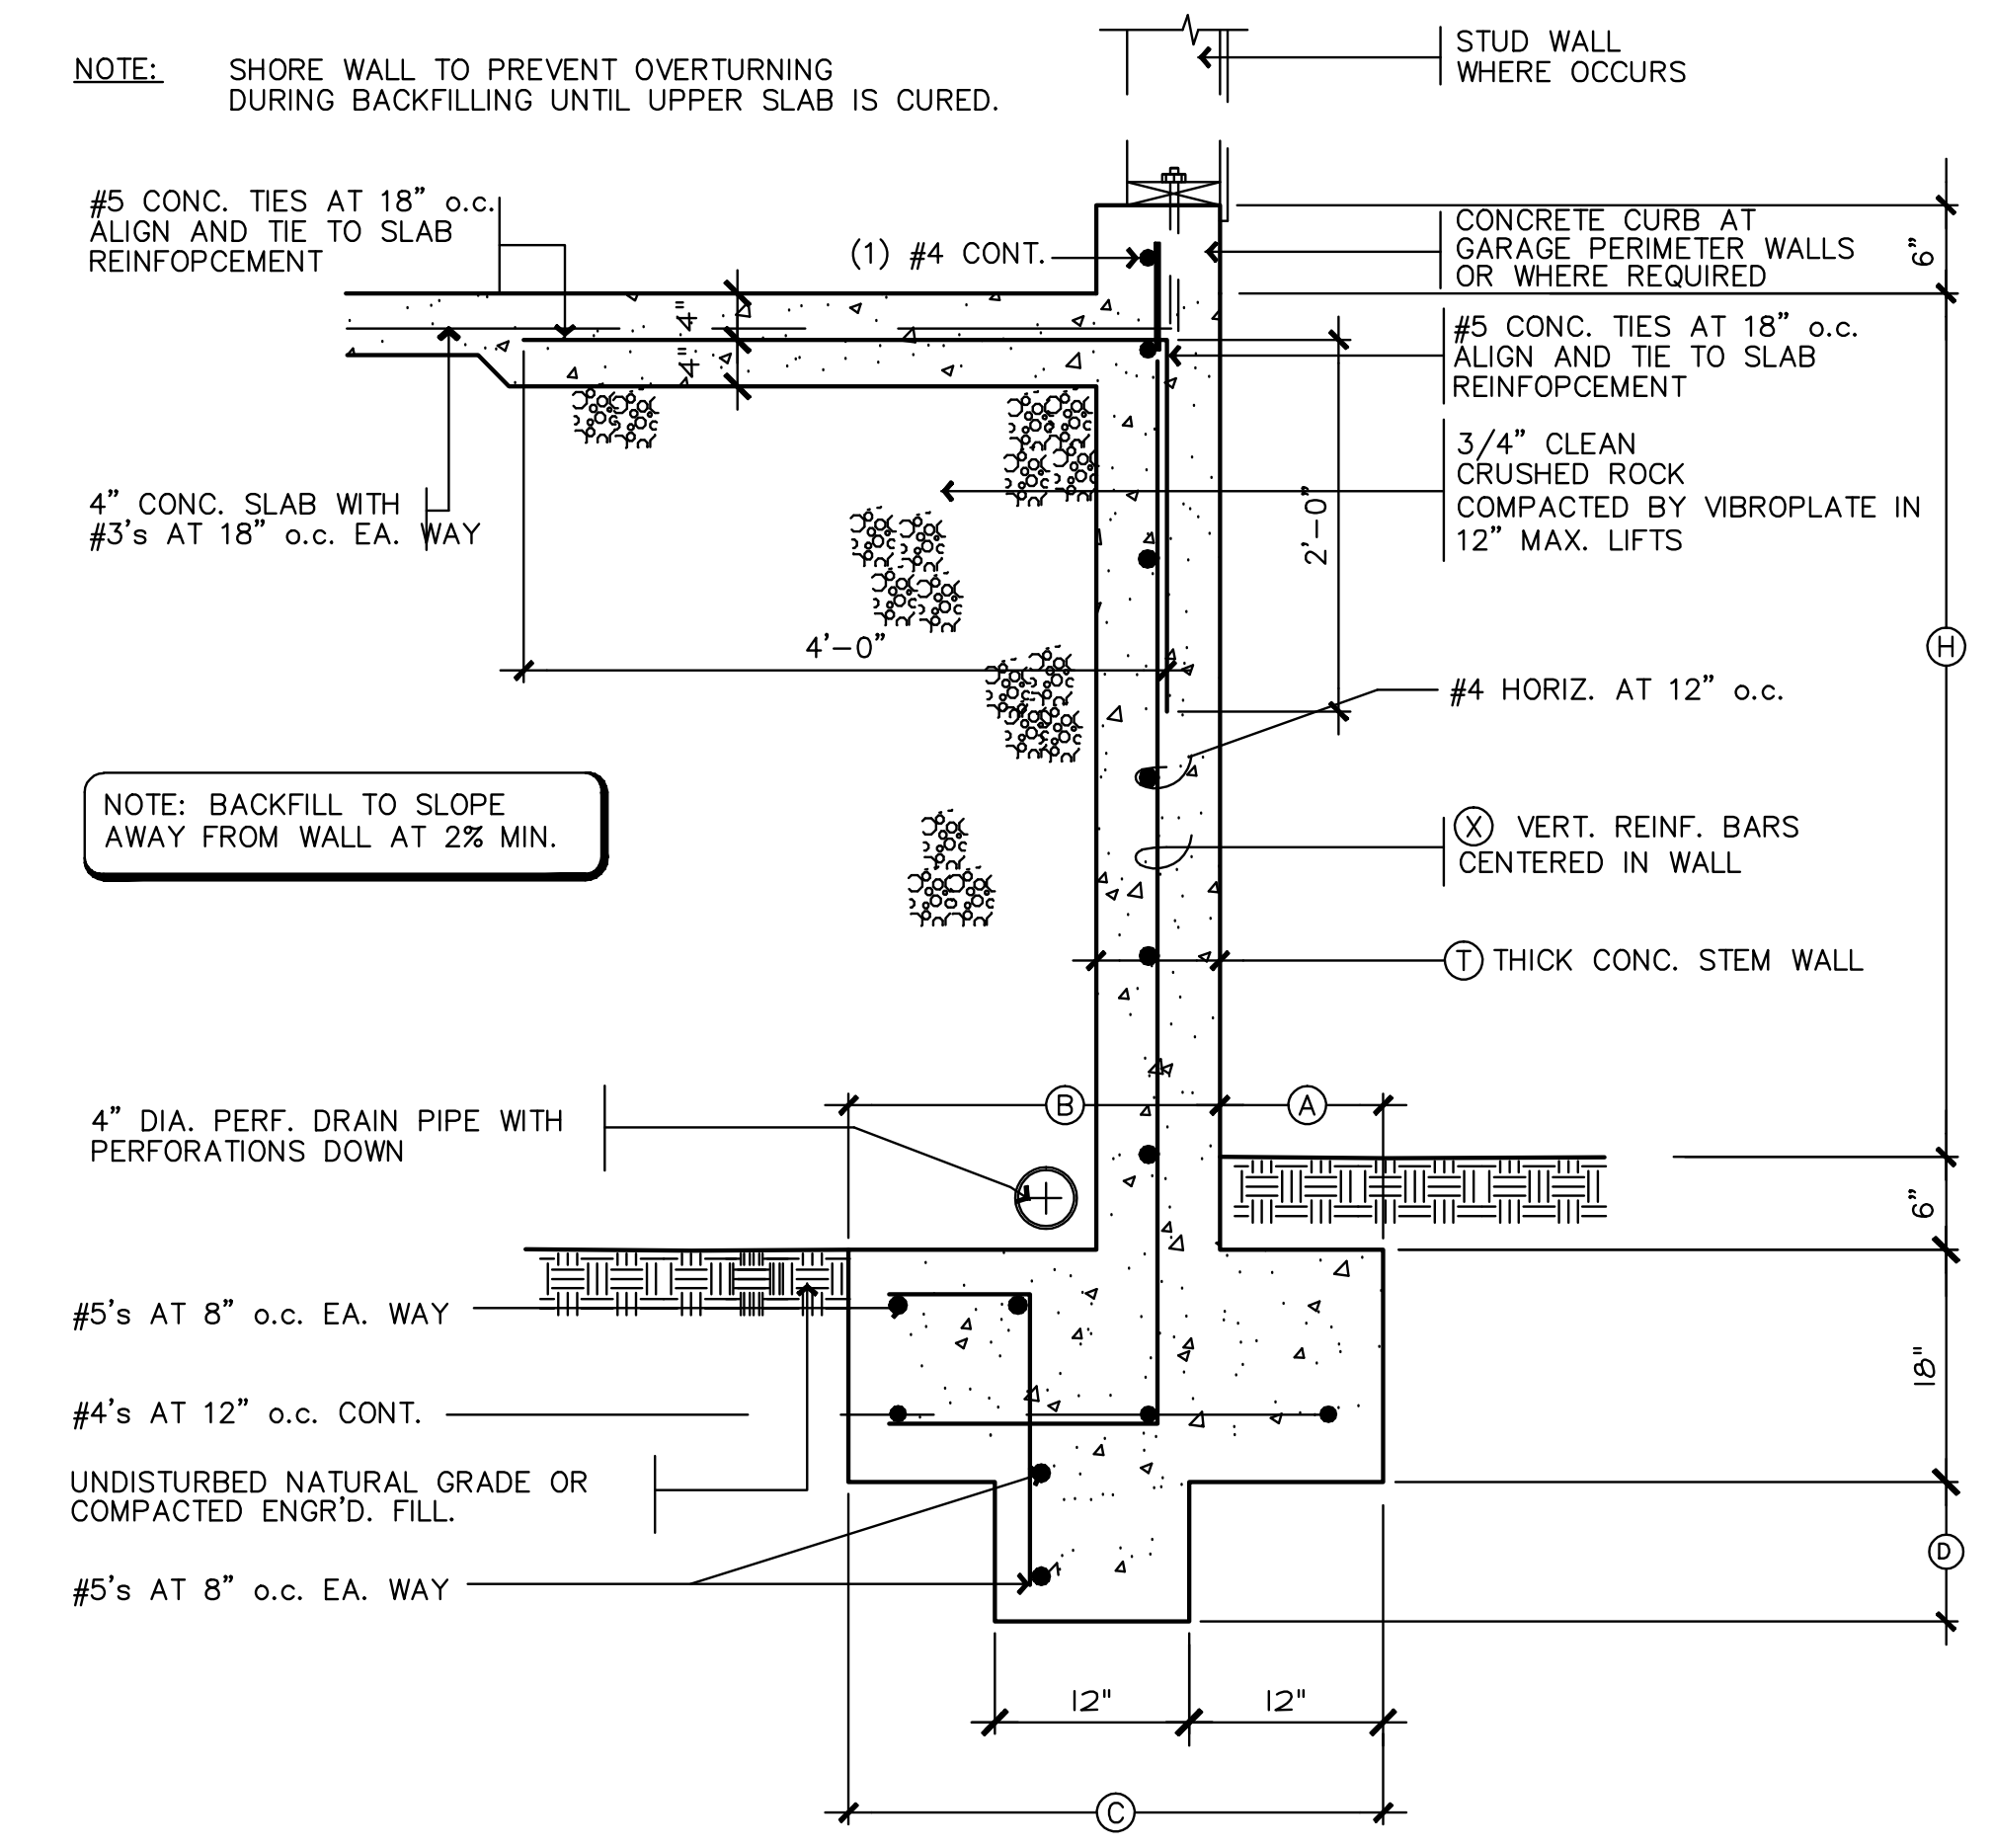 NOTE: SHORE WALL TO PREVENT OVERTURNING
DURING BACKFILLING UNTIL UPPER SLAB IS CURED.
STUD WALL
WHERE OCCURS
#5 CONC. TIES AT 18" o.c.
ALIGN AND TIE TO SLAB
REINFOPCEMENT
(1) #4 CONT.
CONCRETE CURB AT
GARAGE PERIMETER WALLS
OR WHERE REQUIRED
6"
4"
4"
#5 CONC. TIES AT 18" o.c.
ALIGN AND TIE TO SLAB
REINFOPCEMENT
4" CONC. SLAB WITH
#3's AT 18" o.c. EA. WAY
3/4" CLEAN
CRUSHED ROCK
COMPACTED BY VIBROPLATE IN
12" MAX. LIFTS
2'-0"
4'-0"
H
#4 HORIZ. AT 12" o.c.
NOTE: BACKFILL TO SLOPE
AWAY FROM WALL AT 2% MIN.
X VERT. REINF. BARS
CENTERED IN WALL
T THICK CONC. STEM WALL
B
A
4" DIA. PERF. DRAIN PIPE WITH
PERFORATIONS DOWN
6"
#5's AT 8" o.c. EA. WAY
18"
#4's AT 12" o.c. CONT.
UNDISTURBED NATURAL GRADE OR
COMPACTED ENGR'D. FILL.
D
#5's AT 8" o.c. EA. WAY
12"
12"
C